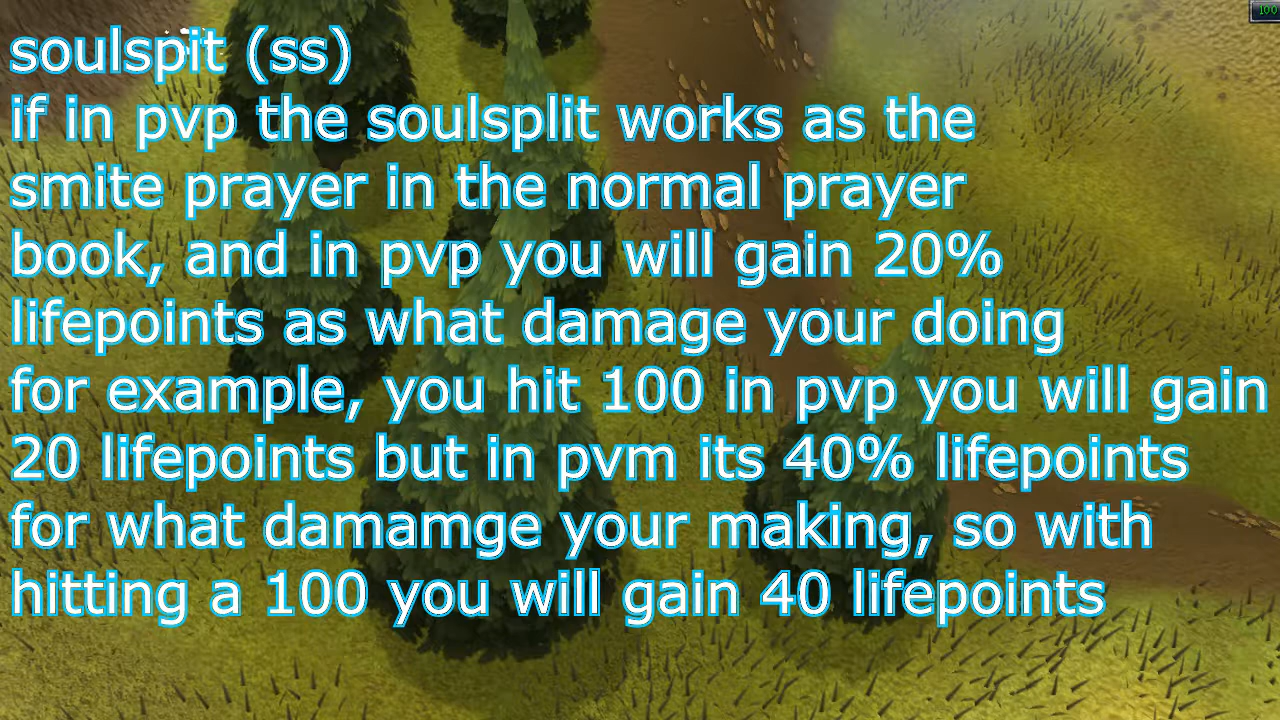 soulspit (ss)
if in pvp the soulsplit works as the
smite prayer in the normal prayer
book, and in pvp you will gain 20%
lifepoints as what damage your doing
for example, you hit 100 in pvp you will gain
20 lifepoints but in pvm its 40% lifepoints
for what damamge your making, so with
hitting a 100 you will gain 40 lifepoints
100